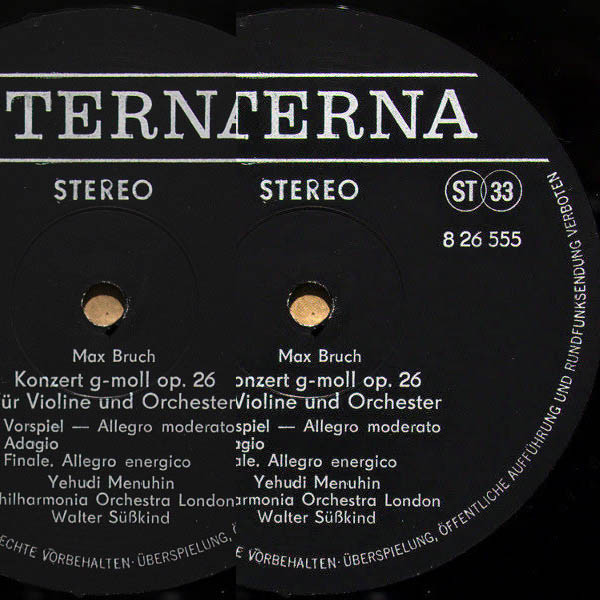 TERNA
TERNA
STEREO
STEREO
ST 33
8 26 555
Max Bruch
Max Bruch
Konzert g-moll op. 26
onzert g-moll op. 26
ür Violine und Orchester
Violine und Orchester
Vorspiel — Allegro moderato
spiel — Allegro moderato
Adagio
agio
Finale. Allegro energico
ale. Allegro energico
Yehudi Menuhin
Yehudi Menuhin
hilharmonia Orchestra London
armonia Orchestra London
Walter Süßkind
Walter Süßkind
ECHTE VORBEHALTEN · ÜBERSPIELUNG, Ö
E VORBEHALTEN · ÜBERSPIELUNG, ÖFFENTLICHE AUFFÜHRUNG UND RUNDFUNKSENDUNG VERBOTEN